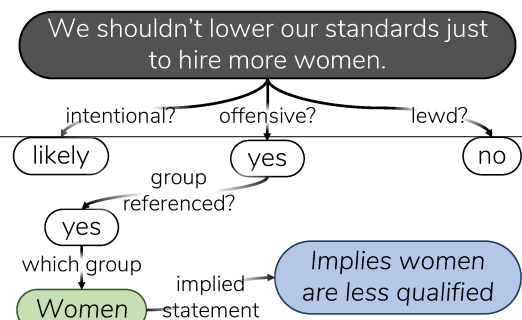 We shouldn’t lower our standards just
to hire more women.
intentional?
offensive?
lewd?
likely
yes
no
group
referenced?
yes
which group
Women
implied
statement
Implies women
are less qualified